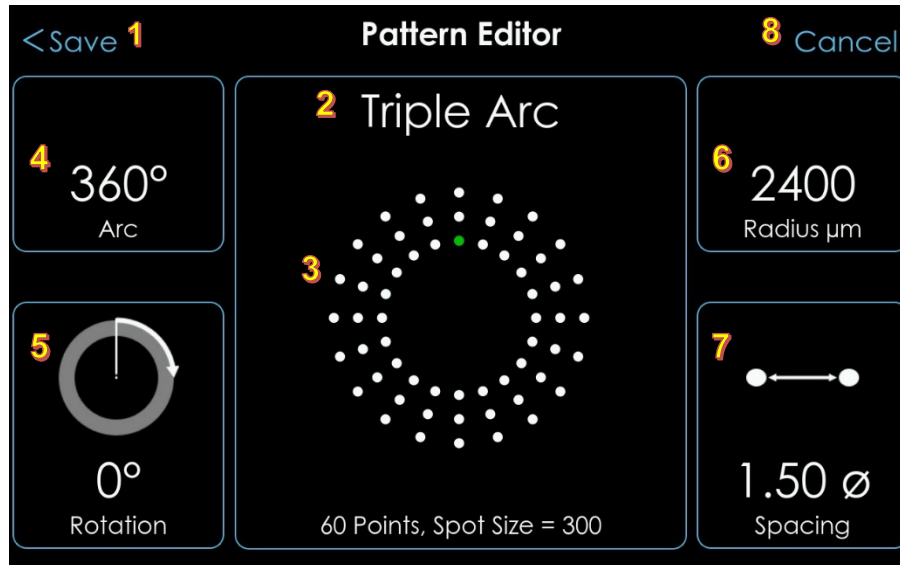 <Save 1
Pattern Editor
8 Cancel
2 Triple Arc
4
360°
Arc
3
6
2400
Radius µm
5
0°
Rotation
60 Points, Spot Size = 300
7
1.50 ø
Spacing